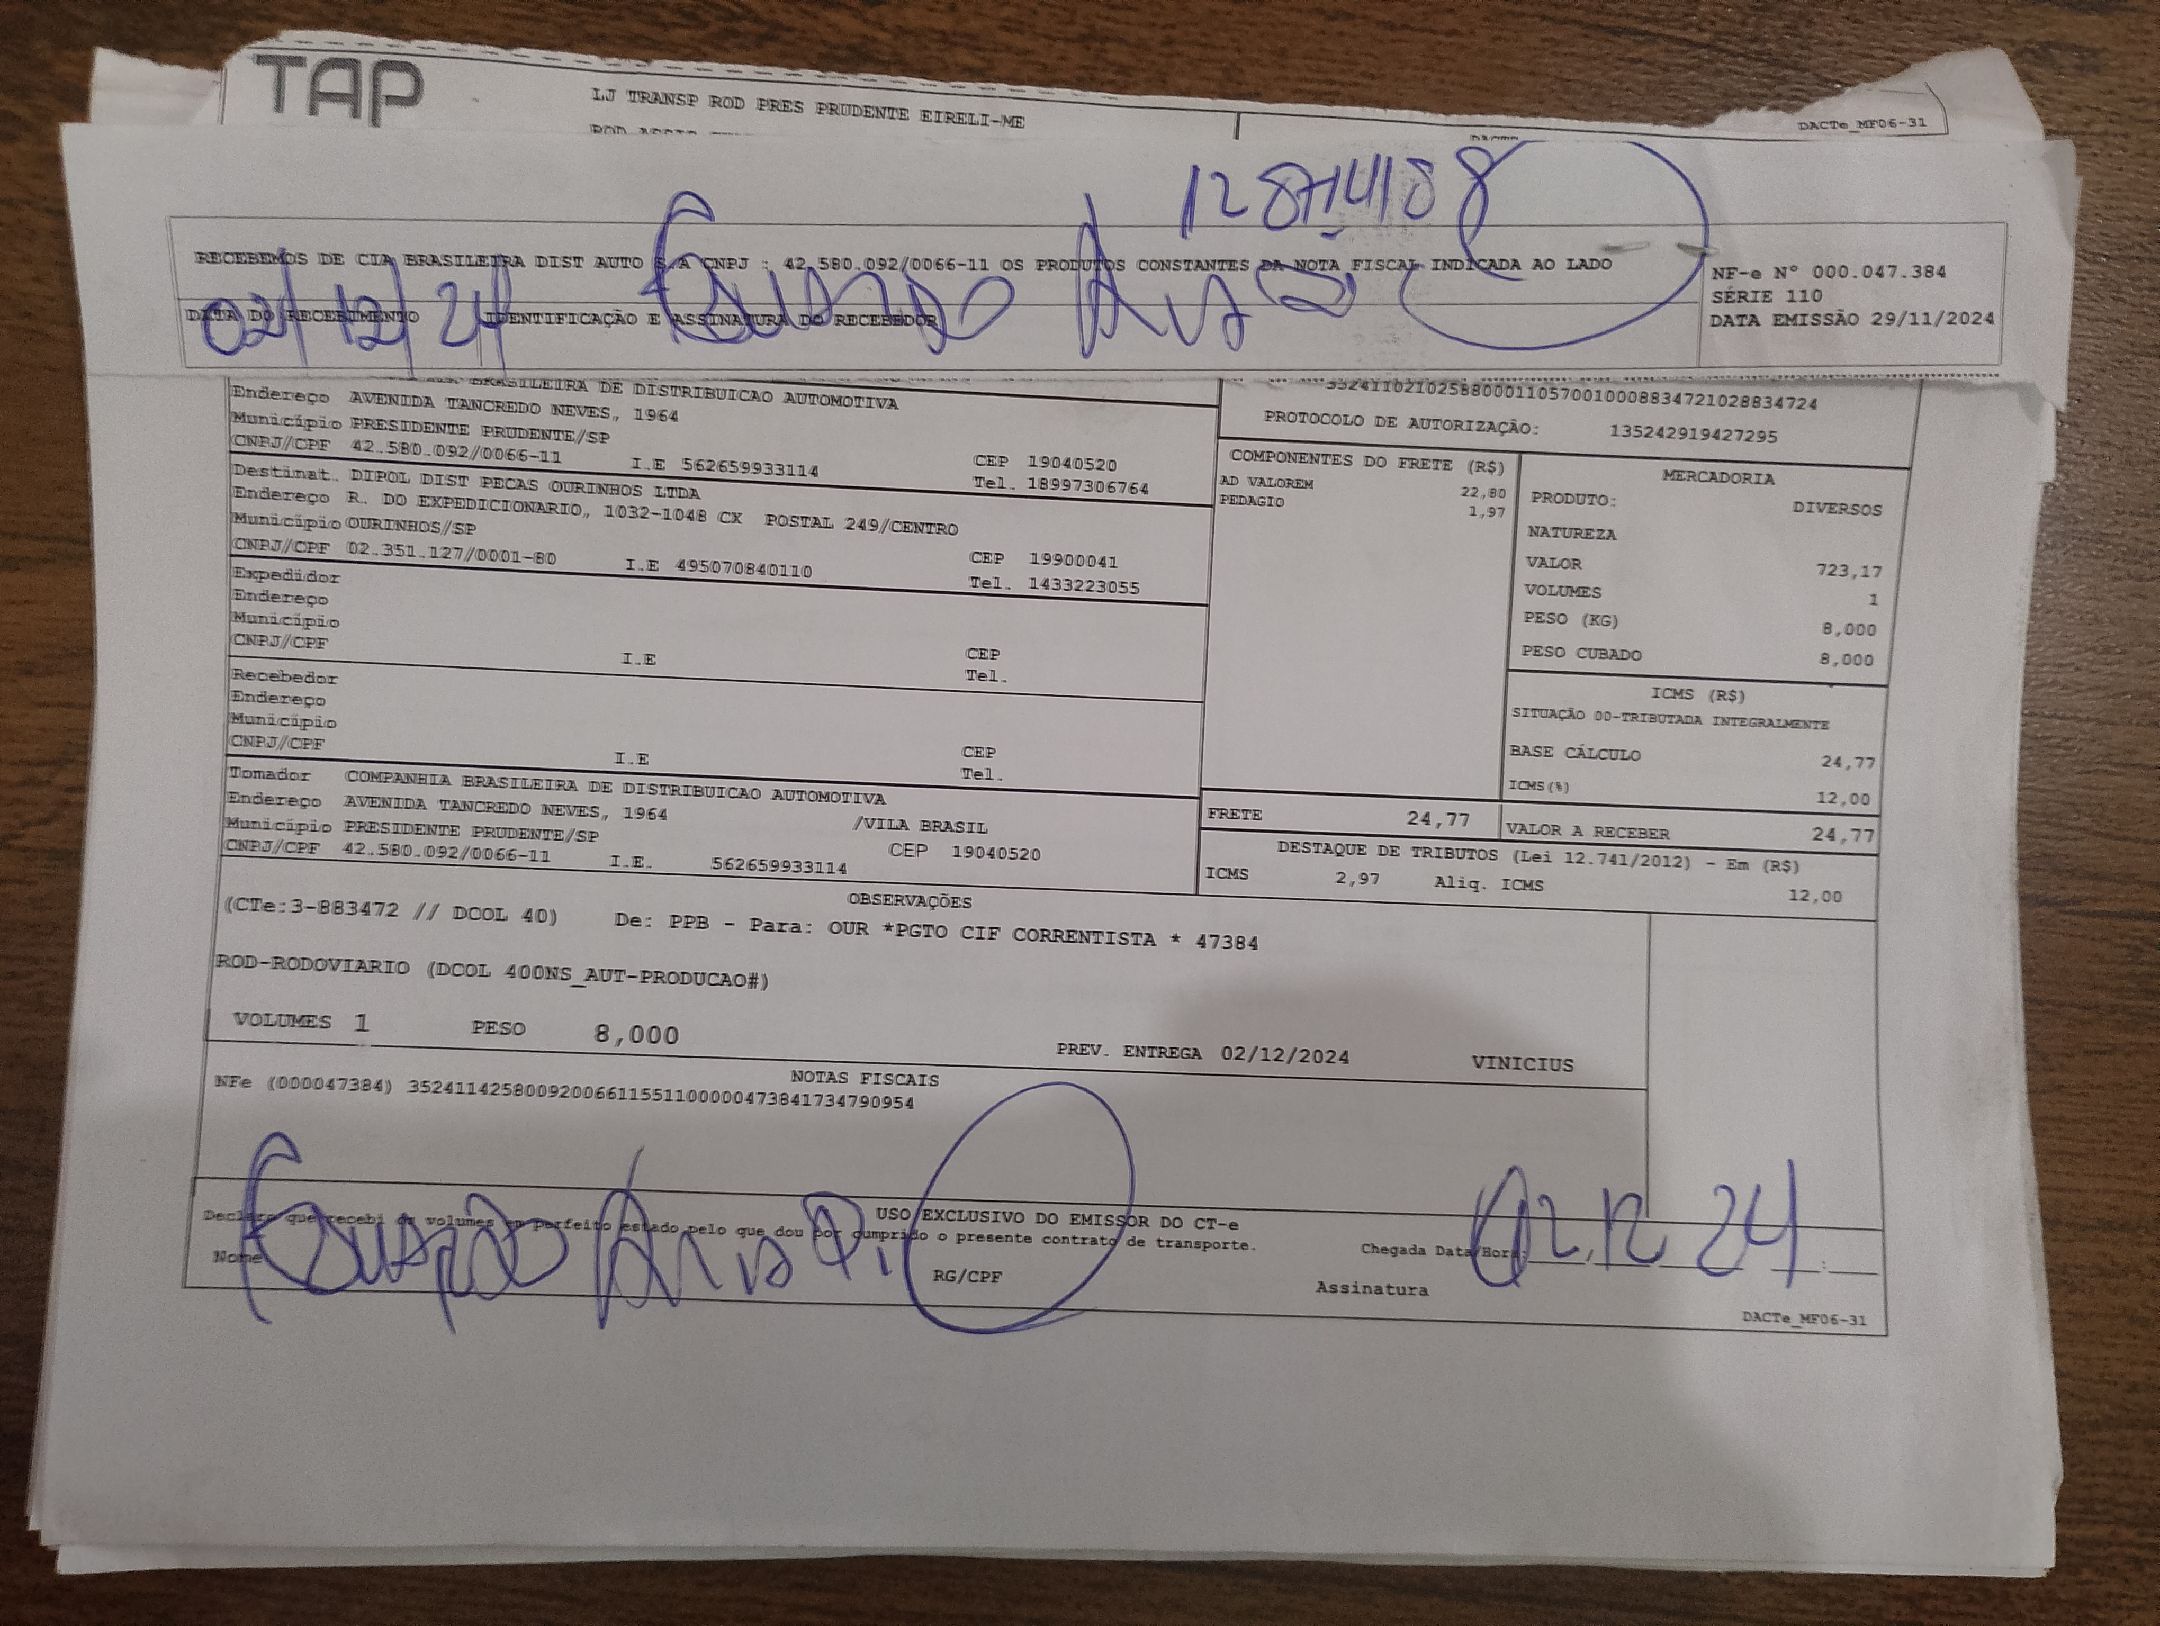 TAP
LJ TRANSP ROD PRES PRUDENTE EIRELI-ME
DACTe_MF06-31
RECEBEMOS DE CIA BRASILEIRA DIST AUTO S A CNPJ : 42.580.092/0066-11 OS PRODUTOS CONSTANTES DA NOTA FISCAL INDICADA AO LADO
NF-e Nº 000.047.384
SÉRIE 110
DATA EMISSÃO 29/11/2024
DATA DO RECEBIMENTO IDENTIFICAÇÃO E ASSINATURA DO RECEBEDOR
02/12/24
BRASILEIRA DE DISTRIBUICAO AUTOMOTIVA
Endereço AVENIDA TANCREDO NEVES, 1964
Município PRESIDENTE PRUDENTE/SP
CNPJ/CPF 42.580.092/0066-11 I.E 562659933114 CEP 19040520
Tel. 18997306764
Destinat. DIPOL DIST PECAS OURINHOS LTDA
Endereço R. DO EXPEDICIONARIO, 1032-1048 CX POSTAL 249/CENTRO
Município OURINHOS/SP
CNPJ/CPF 02.351.127/0001-80 I.E 495070840110 CEP 19900041
Tel. 1433223055
Expedidor
Endereço
Município
CNPJ/CPF I.E CEP
Tel.
Recebedor
Endereço
Município
CNPJ/CPF I.E CEP
Tel.
Tomador COMPANHIA BRASILEIRA DE DISTRIBUICAO AUTOMOTIVA
Endereço AVENIDA TANCREDO NEVES, 1964 /VILA BRASIL
Município PRESIDENTE PRUDENTE/SP CEP 19040520
CNPJ/CPF 42.580.092/0066-11 I.E. 562659933114
PROTOCOLO DE AUTORIZAÇÃO: 135242919427295
COMPONENTES DO FRETE (R$)
AD VALOREM 22,80
PEDAGIO 1,97
MERCADORIA
PRODUTO: DIVERSOS
NATUREZA
VALOR 723,17
VOLUMES 1
PESO (KG) 8,000
PESO CUBADO 8,000
ICMS (R$)
SITUAÇÃO 00-TRIBUTADA INTEGRALMENTE
BASE CÁLCULO 24,77
ICMS(%) 12,00
FRETE 24,77 VALOR A RECEBER 24,77
DESTAQUE DE TRIBUTOS (Lei 12.741/2012) - Em (R$)
ICMS 2,97 Aliq. ICMS 12,00
OBSERVAÇÕES
(CTe:3-883472 // DCOL 40) De: PPB - Para: OUR *PGTO CIF CORRENTISTA * 47384
ROD-RODOVIARIO (DCOL 400NS_AUT-PRODUCAO#)
VOLUMES 1 PESO 8,000 PREV. ENTREGA 02/12/2024 VINICIUS
NOTAS FISCAIS
NFe (000047384) 35241142580092006611551100000473841734790954
USO EXCLUSIVO DO EMISSOR DO CT-e
Declaro que recebi os volumes em perfeito estado pelo que dou por cumprido o presente contrato de transporte.
Nome RG/CPF Assinatura
Chegada Data/Hora: 02.12 24
DACTe_MF06-31